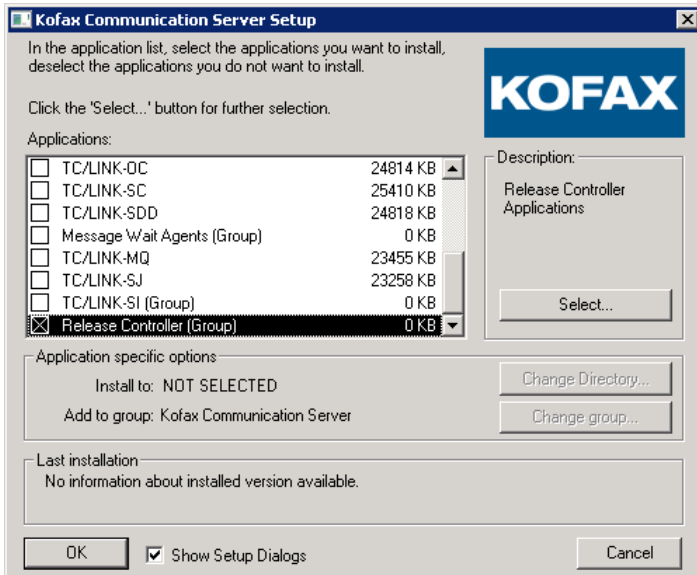 Kofax Communication Server Setup
In the application list, select the applications you want to install,
deselect the applications you do not want to install.
KOFAX
Click the 'Select...' button for further selection.
Applications:
TC/LINK-OC 24814 KB
TC/LINK-SC 25410 KB
TC/LINK-SDD 24818 KB
Message Wait Agents (Group) 0 KB
TC/LINK-MQ 23455 KB
TC/LINK-SJ 23258 KB
TC/LINK-SI (Group) 0 KB
Release Controller (Group) 0 KB
Description:
Release Controller
Applications
Select...
Application specific options
Install to: NOT SELECTED
Change Directory...
Add to group: Kofax Communication Server
Change group...
Last installation
No information about installed version available.
OK
Show Setup Dialogs
Cancel